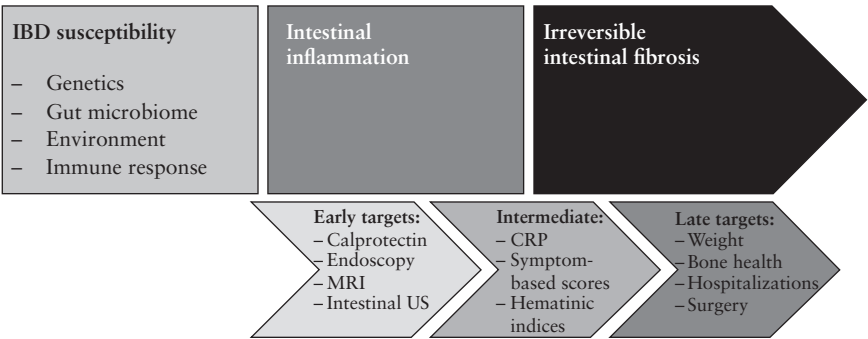 IBD susceptibility
– Genetics
– Gut microbiome
– Environment
– Immune response
Intestinal
inflammation
Irreversible
intestinal fibrosis
Early targets:
– Calprotectin
– Endoscopy
– MRI
– Intestinal US
Intermediate:
– CRP
– Symptom-
based scores
– Hematinic
indices
Late targets:
– Weight
– Bone health
– Hospitalizations
– Surgery